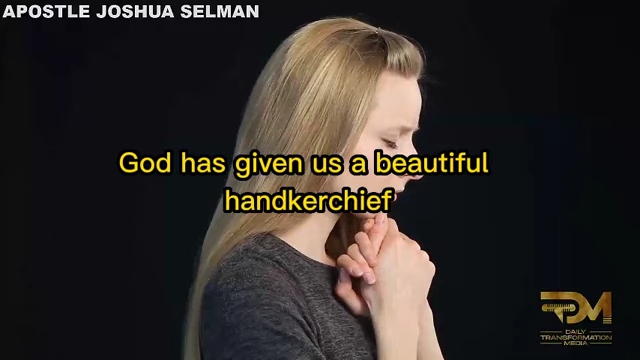 APOSTLE JOSHUA SELMAN
God has given us a beautiful
handkerchief
DAILY
TRANSFORMATION
MEDIA